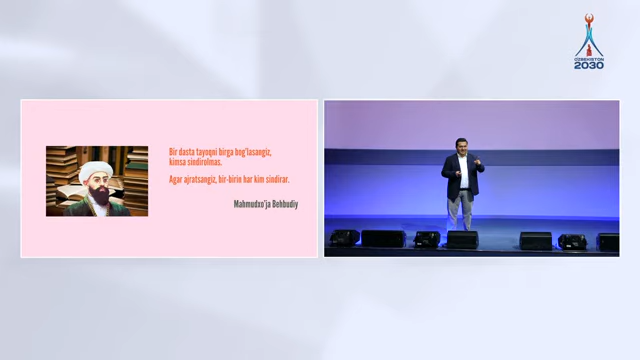 O'ZBEKISTON
2030
Bir dasta tayoqni birga bog'lasangiz,
kimsa sindirolmas.
Agar ajratsangiz, bir-birin har kim sindirar.
Mahmudxo'ja Behbudiy